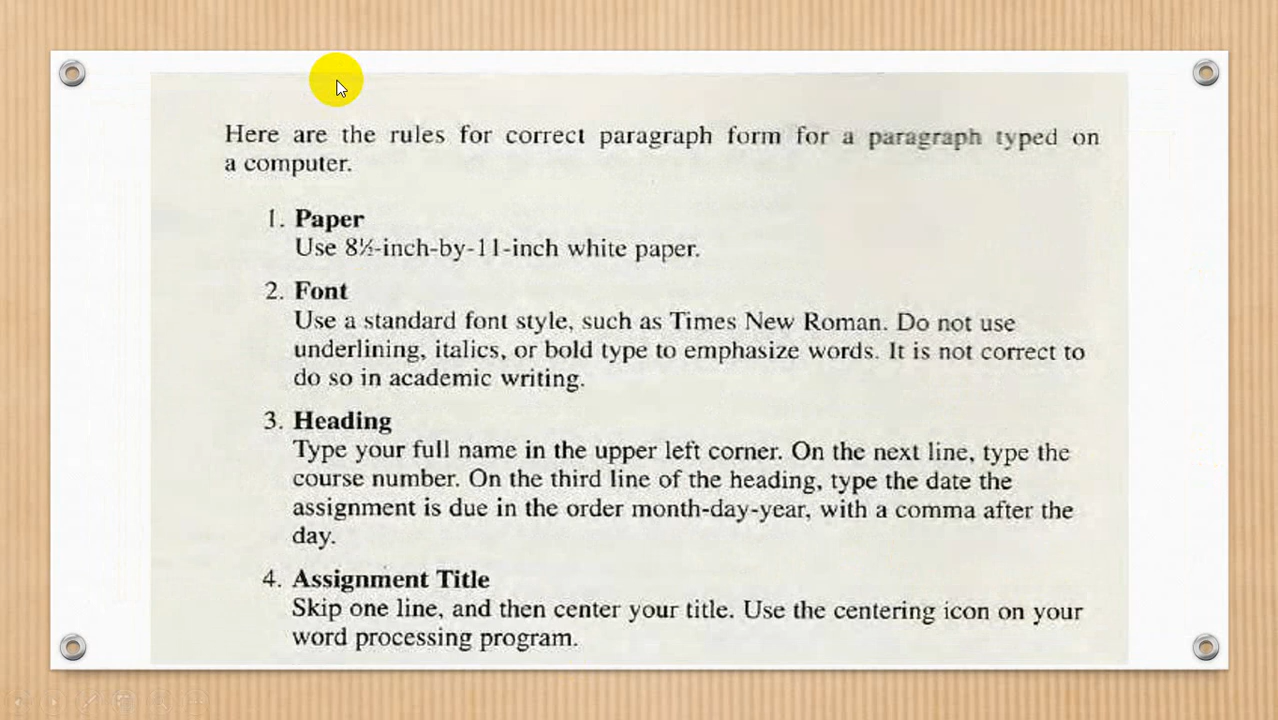 Here are the rules for correct paragraph form for a paragraph typed on
a computer.
1. Paper
Use 8½-inch-by-11-inch white paper.
2. Font
Use a standard font style, such as Times New Roman. Do not use
underlining, italics, or bold type to emphasize words. It is not correct to
do so in academic writing.
3. Heading
Type your full name in the upper left corner. On the next line, type the
course number. On the third line of the heading, type the date the
assignment is due in the order month-day-year, with a comma after the
day.
4. Assignment Title
Skip one line, and then center your title. Use the centering icon on your
word processing program.